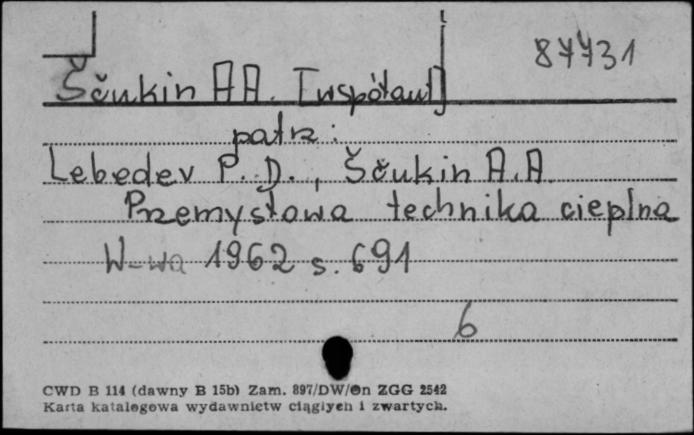 87731
Ščukin A A. [współaut]
patrz:
Lebedev P. D., Ščukin A. A
Przemysłowa technika cieplna
W-wa 1962 s. 691
6
CWD B 114 (dawny B 15b) Zam. 897/DW/On ZGG 2542
Karta katalogowa wydawnictw ciągłych i zwartych.